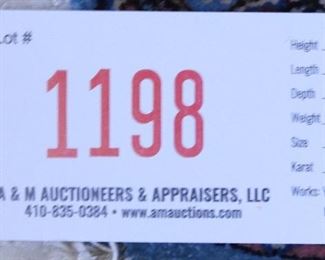 Lot #
1198
A & M AUCTIONEERS & APPRAISERS, LLC
410-835-0384 • www.amauctions.com
Height
Length
Depth
Weight
Size
Karat
Works: